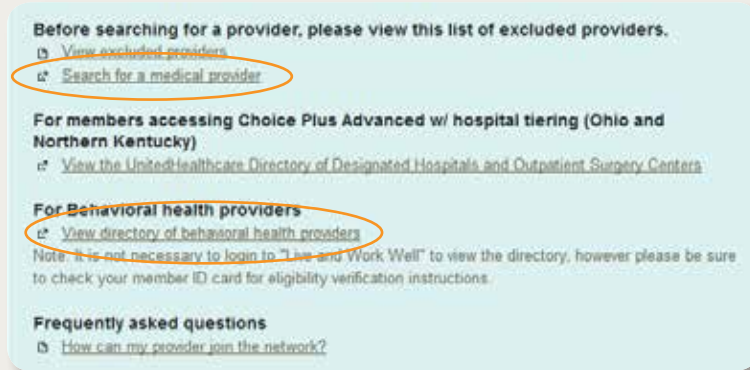 Before searching for a provider, please view this list of excluded providers.
View excluded providers
Search for a medical provider
For members accessing Choice Plus Advanced w/ hospital tiering (Ohio and
Northern Kentucky)
View the UnitedHealthcare Directory of Designated Hospitals and Outpatient Surgery Centers
For Behavioral health providers
View directory of behavioral health providers
Note: It is not necessary to login to "Live and Work Well" to view the directory, however please be sure
to check your member ID card for eligibility verification instructions.
Frequently asked questions
How can my provider join the network?